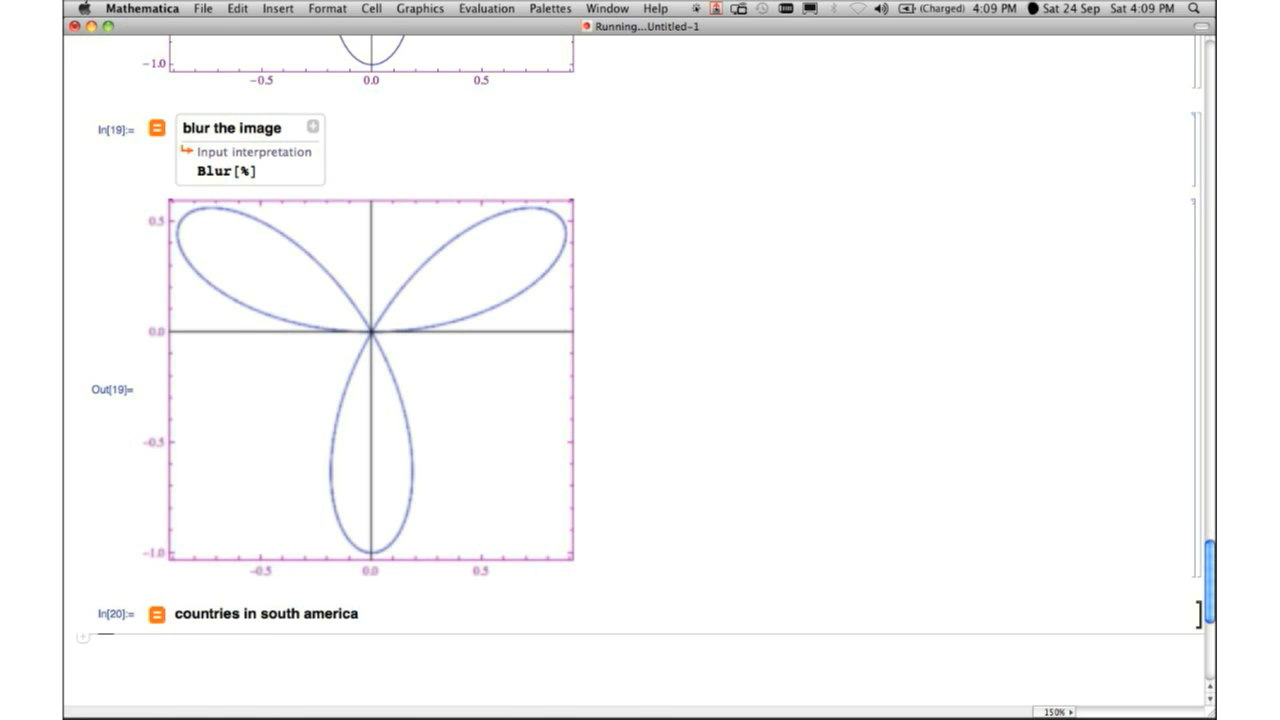 Mathematica File Edit Insert Format Cell Graphics Evaluation Palettes Window Help (Charged) 4:09 PM Sat 24 Sep Sat 4:09 PM
Running...Untitled-1
-1.0
-0.5 0.0 0.5
In[19]:= blur the image
Input interpretation
Blur[%]
0.5
0.0
Out[19]=
-0.5
-1.0
-0.5 0.0 0.5
In[20]:= countries in south america
150%